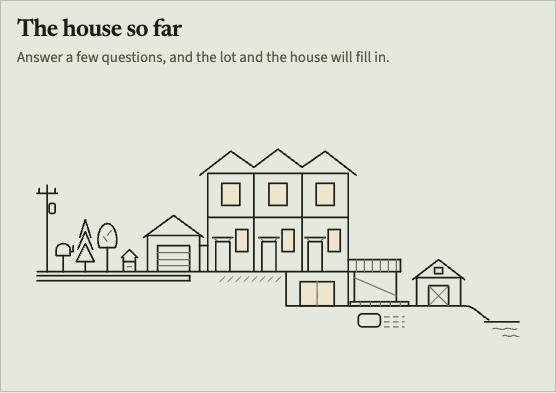 The house so far
Answer a few questions, and the lot and the house will fill in.